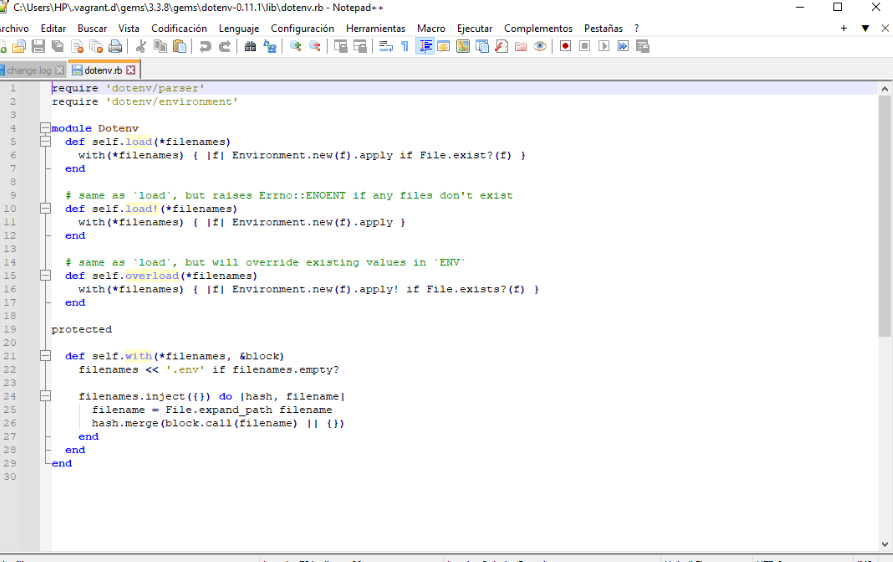 C:\Users\HP\.vagrant.d\gems\3.3.8\gems\dotenv-0.11.1\lib\dotenv.rb - Notepad++
Archivo Editar Buscar Vista Codificación Lenguaje Configuración Herramientas Macro Ejecutar Complementos Pestañas ?
change.log dotenv.rb
1 require 'dotenv/parser'
2 require 'dotenv/environment'
3
4 module Dotenv
5 def self.load(*filenames)
6 with(*filenames) { |f| Environment.new(f).apply if File.exist?(f) }
7 end
8
9 # same as `load`, but raises Errno::ENOENT if any files don't exist
10 def self.load!(*filenames)
11 with(*filenames) { |f| Environment.new(f).apply }
12 end
13
14 # same as `load`, but will override existing values in `ENV`
15 def self.overload(*filenames)
16 with(*filenames) { |f| Environment.new(f).apply! if File.exists?(f) }
17 end
18
19 protected
20
21 def self.with(*filenames, &block)
22 filenames << '.env' if filenames.empty?
23
24 filenames.inject({}) do |hash, filename|
25 filename = File.expand_path filename
26 hash.merge(block.call(filename) || {})
27 end
28 end
29 end
30